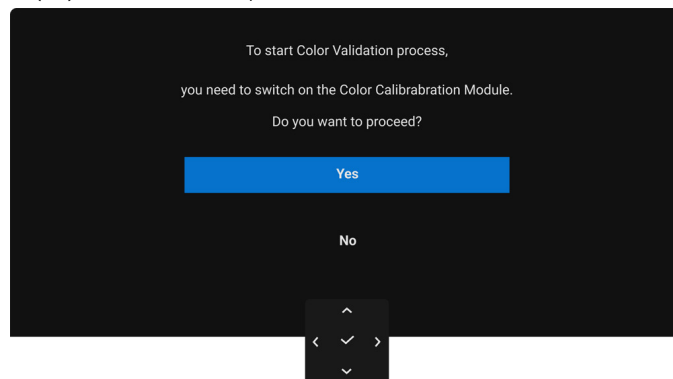 To start Color Validation process,
you need to switch on the Color Calibrabration Module.
Do you want to proceed?
Yes
No